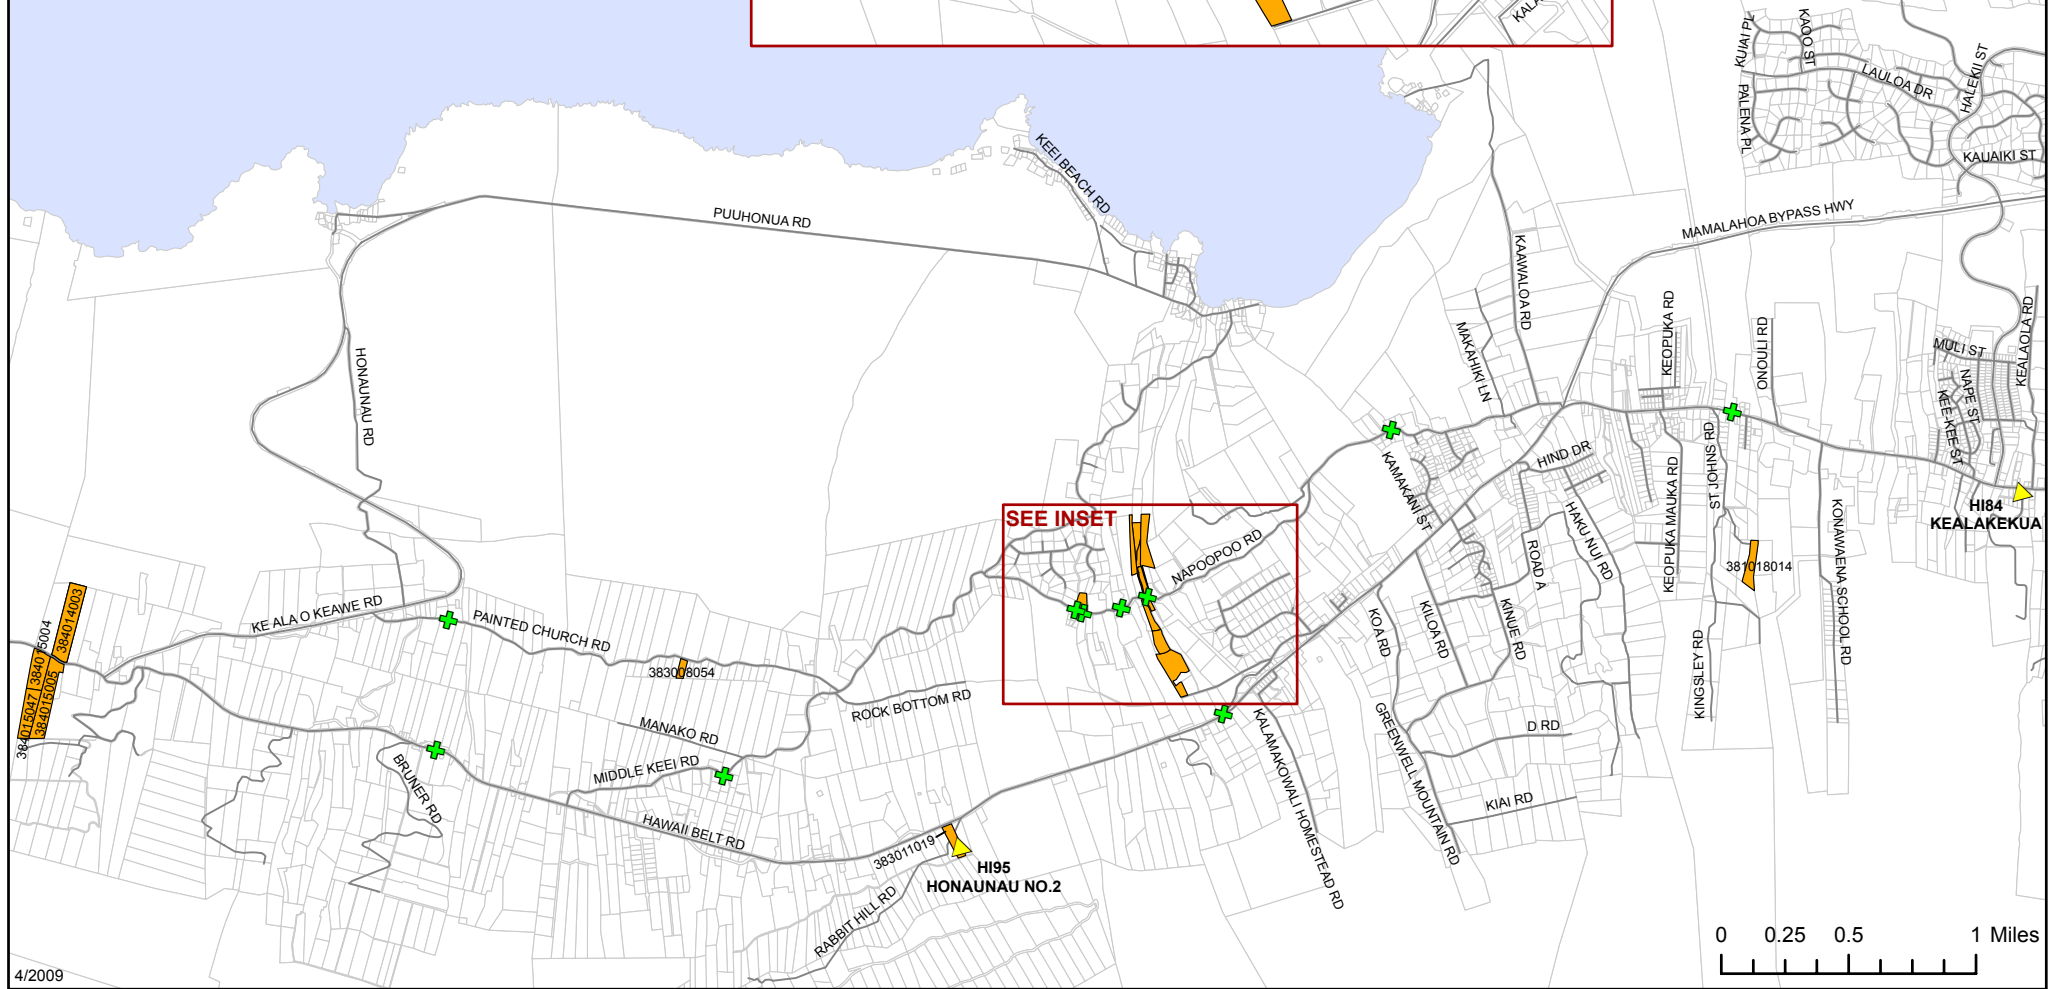 KALA
KUIAI PL
KAOO ST
LAULOA DR
HALEKII ST
PALENA PL
KAUAIKI ST
KEEI BEACH RD
PUUHONUA RD
MAMALAHOA BYPASS HWY
KAAWALOA RD
HONAUNAU RD
MAKAHIKI LN
KEOPUKA RD
ONOULI RD
KEALAOLA RD
MULI ST
NAPE ST
KEE-KEE ST
HIND DR
KAMAKANI ST
ST JOHNS RD
KEOPUKA MAUKA RD
HI84
KEALAKEKUA
SEE INSET
NAPOOPOO RD
HAKU NUI RD
ROAD A
KONAWAENA SCHOOL RD
381018014
KE ALA O KEAWE RD
PAINTED CHURCH RD
384014003
384015004
384015005
384015047
383008054
KOA RD
KILOA RD
KINUE RD
KINGSLEY RD
ROCK BOTTOM RD
MANAKO RD
MIDDLE KEEI RD
BRUNER RD
HAWAII BELT RD
KALAMAKOWALI HOMESTEAD RD
GREENWELL MOUNTAIN RD
D RD
KIAI RD
383011019
HI95
HONAUNAU NO.2
RABBIT HILL RD
0 0.25 0.5 1 Miles
4/2009